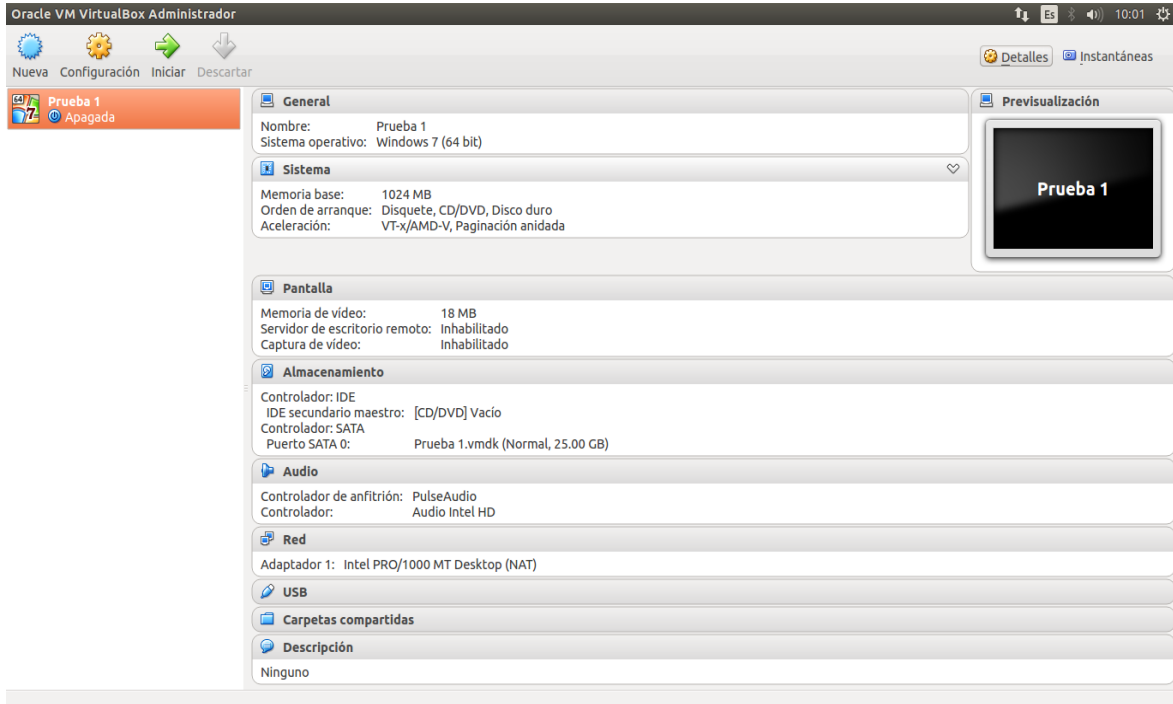 Oracle VM VirtualBox Administrador
Es
10:01
Nueva Configuración Iniciar Descartar
Detalles Instantáneas
64
7
Prueba 1
Apagada
General
Nombre: Prueba 1
Sistema operativo: Windows 7 (64 bit)
Sistema
Memoria base: 1024 MB
Orden de arranque: Disquete, CD/DVD, Disco duro
Aceleración: VT-x/AMD-V, Paginación anidada
Previsualización
Prueba 1
Pantalla
Memoria de vídeo: 18 MB
Servidor de escritorio remoto: Inhabilitado
Captura de vídeo: Inhabilitado
Almacenamiento
Controlador: IDE
IDE secundario maestro: [CD/DVD] Vacío
Controlador: SATA
Puerto SATA 0: Prueba 1.vmdk (Normal, 25.00 GB)
Audio
Controlador de anfitrión: PulseAudio
Controlador: Audio Intel HD
Red
Adaptador 1: Intel PRO/1000 MT Desktop (NAT)
USB
Carpetas compartidas
Descripción
Ninguno